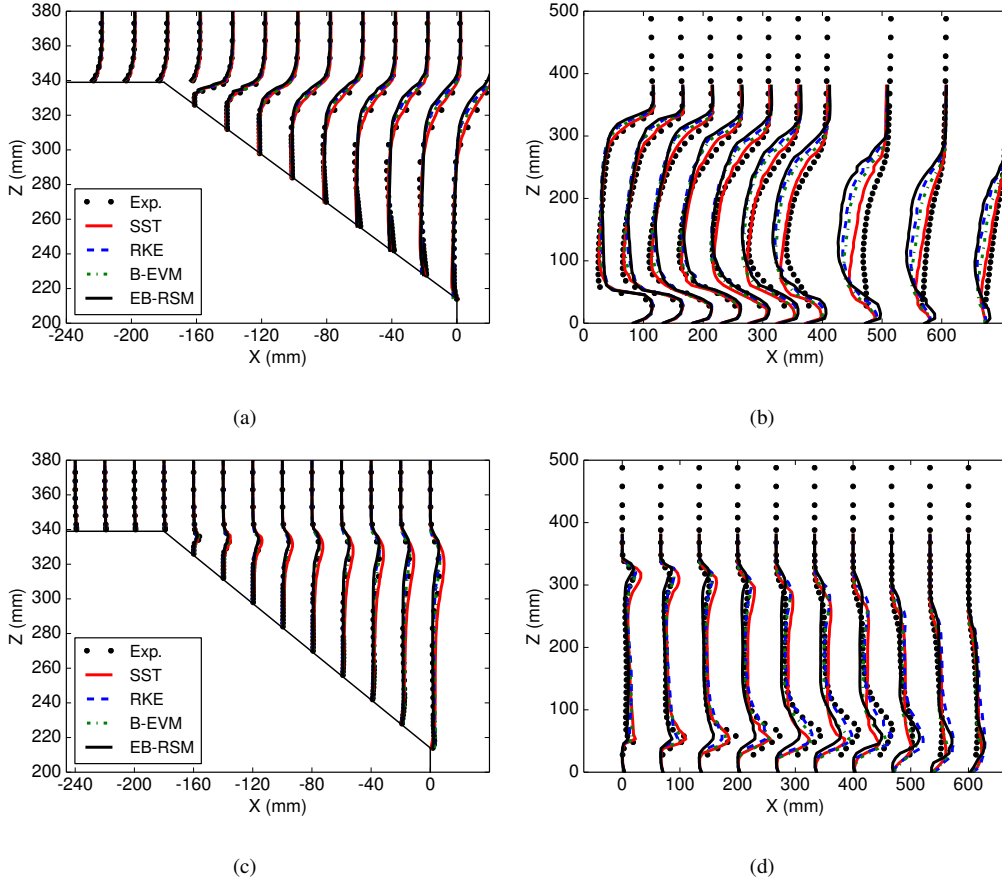 380
360
340
320
300
280
260
240
220
200
Z (mm)
Exp.
SST
RKE
B-EVM
EB-RSM
-240 -200 -160 -120 -80 -40 0
X (mm)
(a)
500
400
300
200
100
0
Z (mm)
0 100 200 300 400 500 600
X (mm)
(b)
380
360
340
320
300
280
260
240
220
200
Z (mm)
Exp.
SST
RKE
B-EVM
EB-RSM
-240 -200 -160 -120 -80 -40 0
X (mm)
(c)
500
400
300
200
100
0
Z (mm)
0 100 200 300 400 500 600
X (mm)
(d)